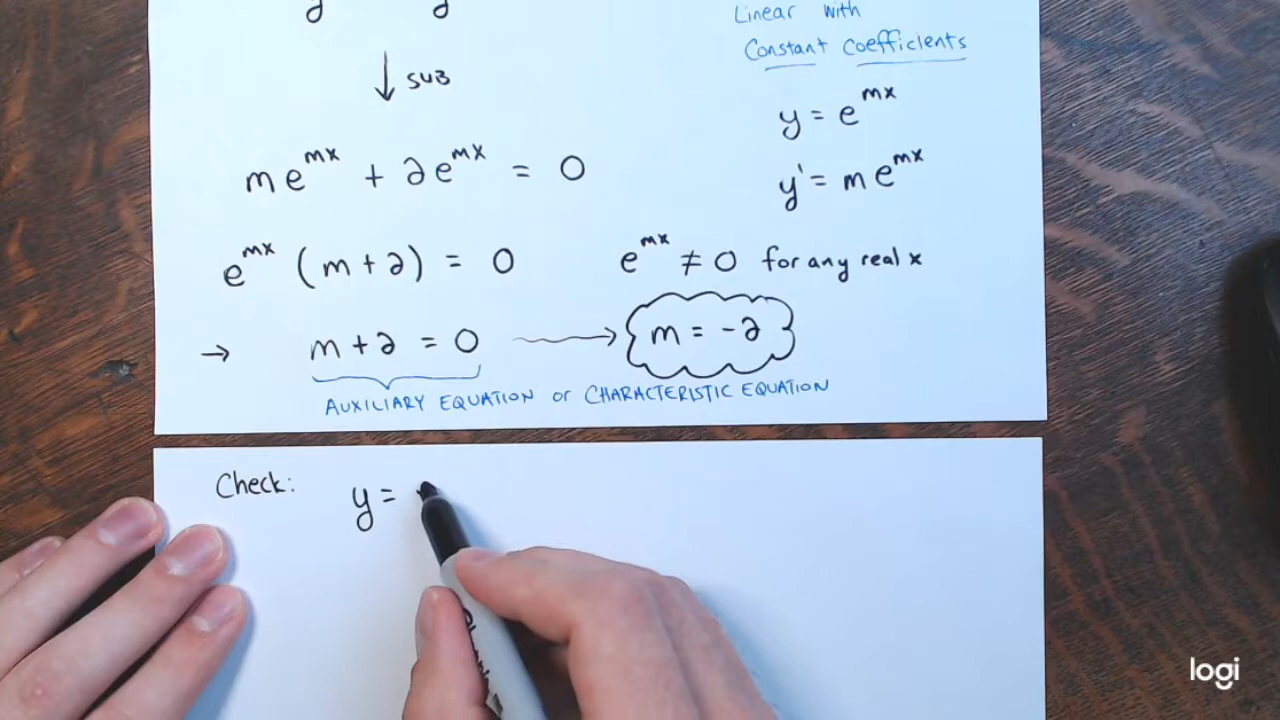 Linear with
Constant Coefficients
↓ SUB
y = e^{mx}
me^{mx} + 2e^{mx} = 0
y' = me^{mx}
e^{mx} (m+2) = 0
e^{mx} ≠ 0 for any real x
→ m+2 = 0 → m = -2
AUXILIARY EQUATION or CHARACTERISTIC EQUATION
Check: y =
logi